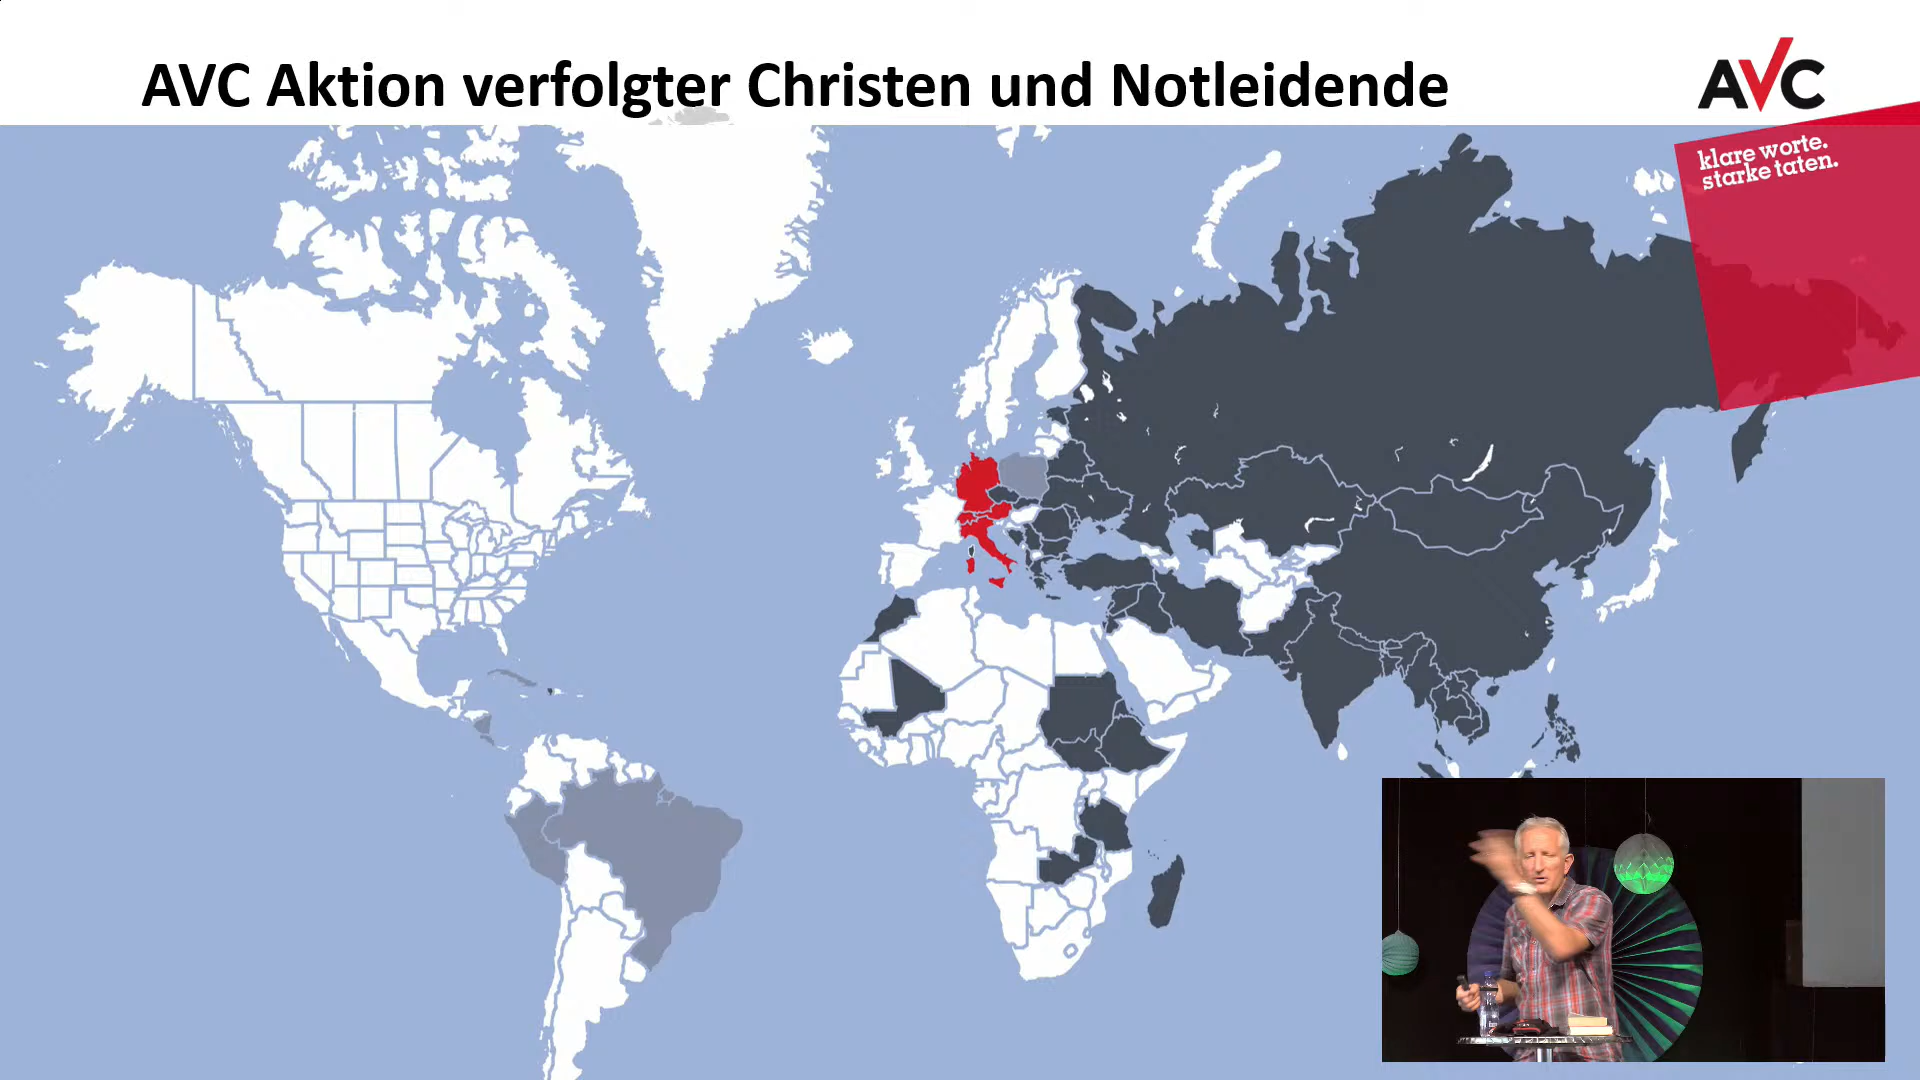 AVC Aktion verfolgter Christen und Notleidende
AVC
klare worte.
starke taten.